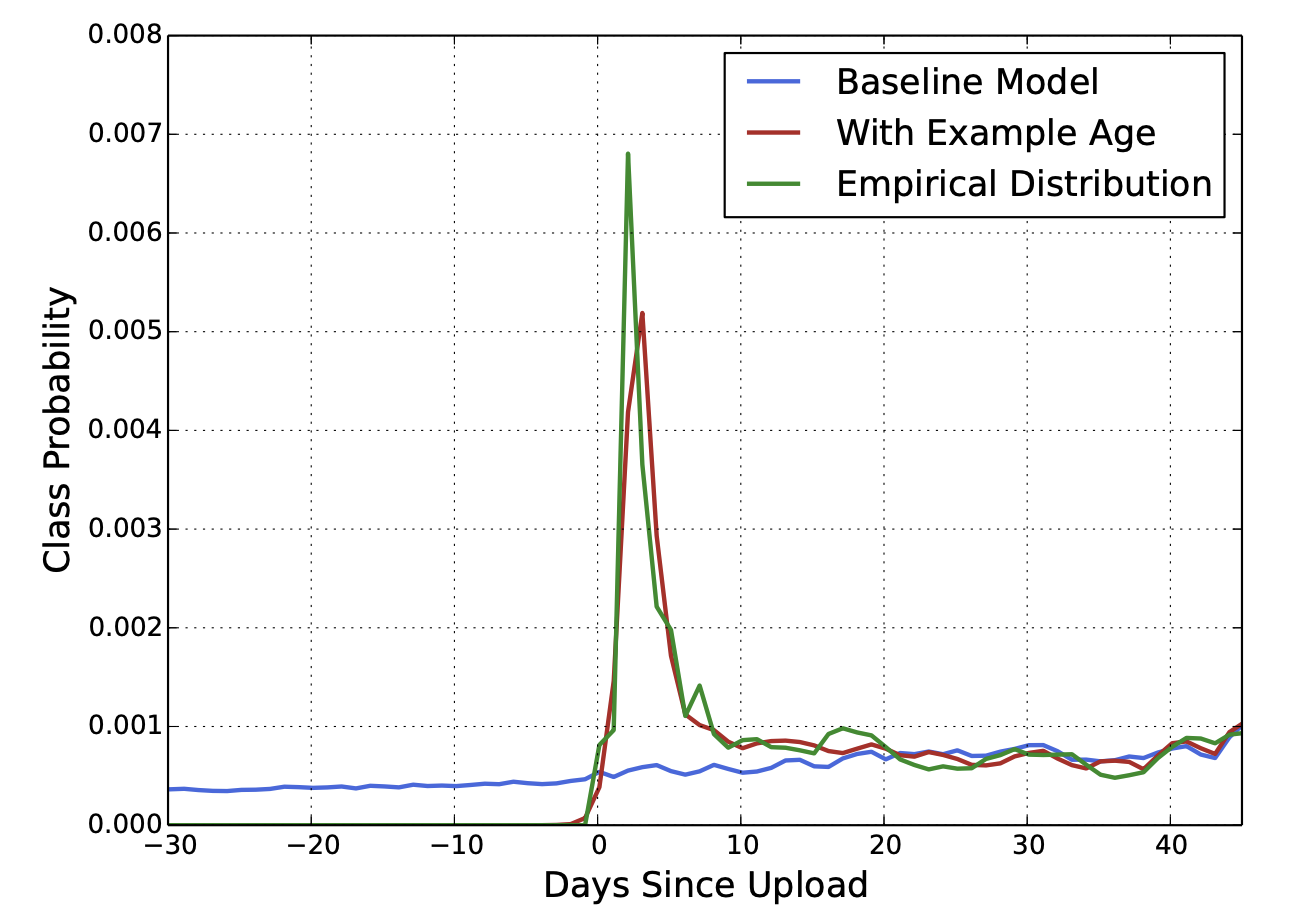 0.008
0.007
0.006
0.005
0.004
0.003
0.002
0.001
0.000
Class Probability
Baseline Model
With Example Age
Empirical Distribution
−30 −20 −10 0 10 20 30 40
Days Since Upload